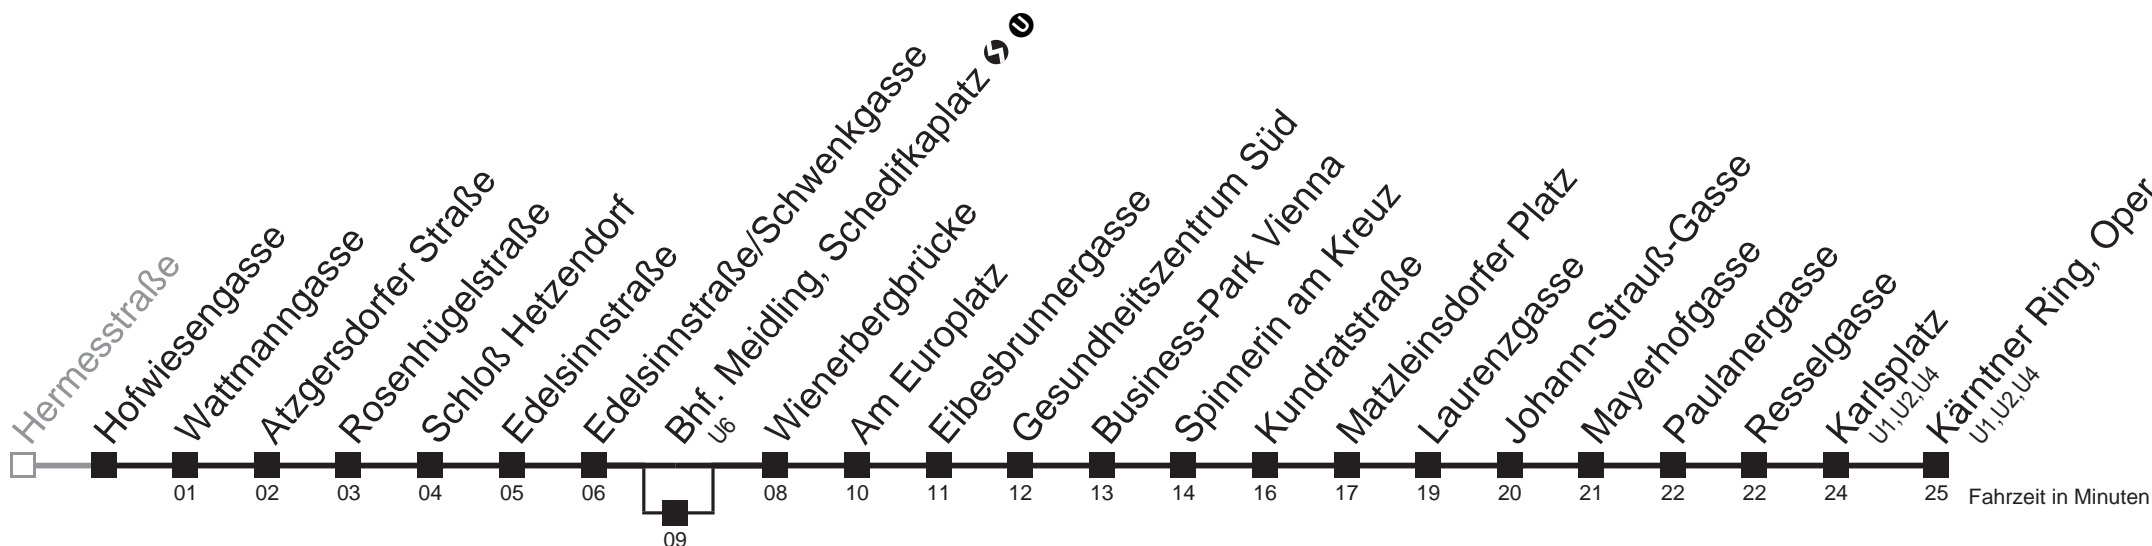 Hermesstraße
Hofwiesengasse
Wattmanngasse
Atzgersdorfer Straße
Rosenhügelstraße
Schloß Hetzendorf
Edelsinnstraße
Edelsinnstraße/Schwenkgasse
Bhf. Meidling, Schedifkaplatz U
U6
Wienerbergbrücke
Am Europlatz
Eibesbrunnergasse
Gesundheitszentrum Süd
Business-Park Vienna
Spinnerin am Kreuz
Kundratstraße
Matzleinsdorfer Platz
Laurenzgasse
Johann-Strauß-Gasse
Mayerhofgasse
Paulanergasse
Resselgasse
Karlsplatz
U1,U2,U4
Kärntner Ring, Oper
U1,U2,U4
01 02 03 04 05 06 08 10 11 12 13 14 16 17 19 20 21 22 22 24 25 Fahrzeit in Minuten
09